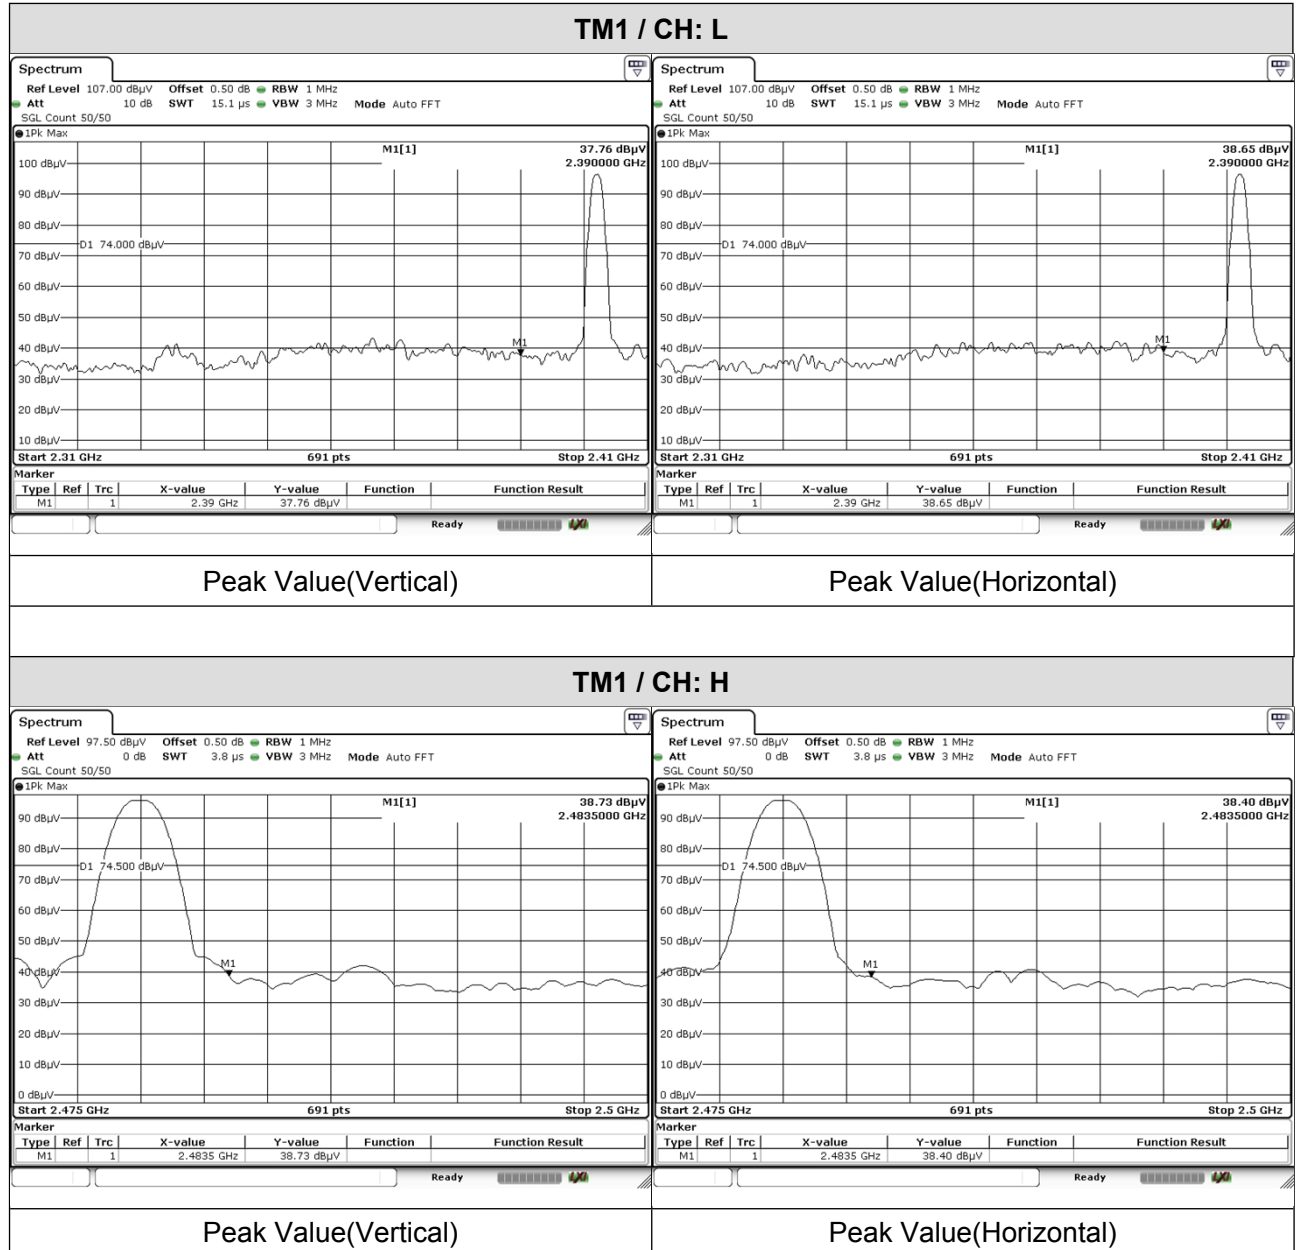 TM1 / CH: L
Spectrum
Ref Level 107.00 dBµV Offset 0.50 dB RBW 1 MHz
Att 10 dB SWT 15.1 µs VBW 3 MHz Mode Auto FFT
SGL Count 50/50
1Pk Max
M1[1] 37.76 dBµV
2.390000 GHz
100 dBµV
90 dBµV
80 dBµV
D1 74.000 dBµV
70 dBµV
60 dBµV
50 dBµV
M1
40 dBµV
30 dBµV
20 dBµV
10 dBµV
Start 2.31 GHz 691 pts Stop 2.41 GHz
Marker
Type Ref Trc X-value Y-value Function Function Result
M1 1 2.39 GHz 37.76 dBµV
Ready LXI
Peak Value(Vertical)
Spectrum
Ref Level 107.00 dBµV Offset 0.50 dB RBW 1 MHz
Att 10 dB SWT 15.1 µs VBW 3 MHz Mode Auto FFT
SGL Count 50/50
1Pk Max
M1[1] 38.65 dBµV
2.390000 GHz
100 dBµV
90 dBµV
80 dBµV
D1 74.000 dBµV
70 dBµV
60 dBµV
50 dBµV
M1
40 dBµV
30 dBµV
20 dBµV
10 dBµV
Start 2.31 GHz 691 pts Stop 2.41 GHz
Marker
Type Ref Trc X-value Y-value Function Function Result
M1 1 2.39 GHz 38.65 dBµV
Ready LXI
Peak Value(Horizontal)
TM1 / CH: H
Spectrum
Ref Level 97.50 dBµV Offset 0.50 dB RBW 1 MHz
Att 0 dB SWT 3.8 µs VBW 3 MHz Mode Auto FFT
SGL Count 50/50
1Pk Max
M1[1] 38.73 dBµV
2.4835000 GHz
90 dBµV
80 dBµV
D1 74.500 dBµV
70 dBµV
60 dBµV
50 dBµV
M1
40 dBµV
30 dBµV
20 dBµV
10 dBµV
0 dBµV
Start 2.475 GHz 691 pts Stop 2.5 GHz
Marker
Type Ref Trc X-value Y-value Function Function Result
M1 1 2.4835 GHz 38.73 dBµV
Ready LXI
Peak Value(Vertical)
Spectrum
Ref Level 97.50 dBµV Offset 0.50 dB RBW 1 MHz
Att 0 dB SWT 3.8 µs VBW 3 MHz Mode Auto FFT
SGL Count 50/50
1Pk Max
M1[1] 38.40 dBµV
2.4835000 GHz
90 dBµV
80 dBµV
D1 74.500 dBµV
70 dBµV
60 dBµV
50 dBµV
M1
40 dBµV
30 dBµV
20 dBµV
10 dBµV
0 dBµV
Start 2.475 GHz 691 pts Stop 2.5 GHz
Marker
Type Ref Trc X-value Y-value Function Function Result
M1 1 2.4835 GHz 38.40 dBµV
Ready LXI
Peak Value(Horizontal)